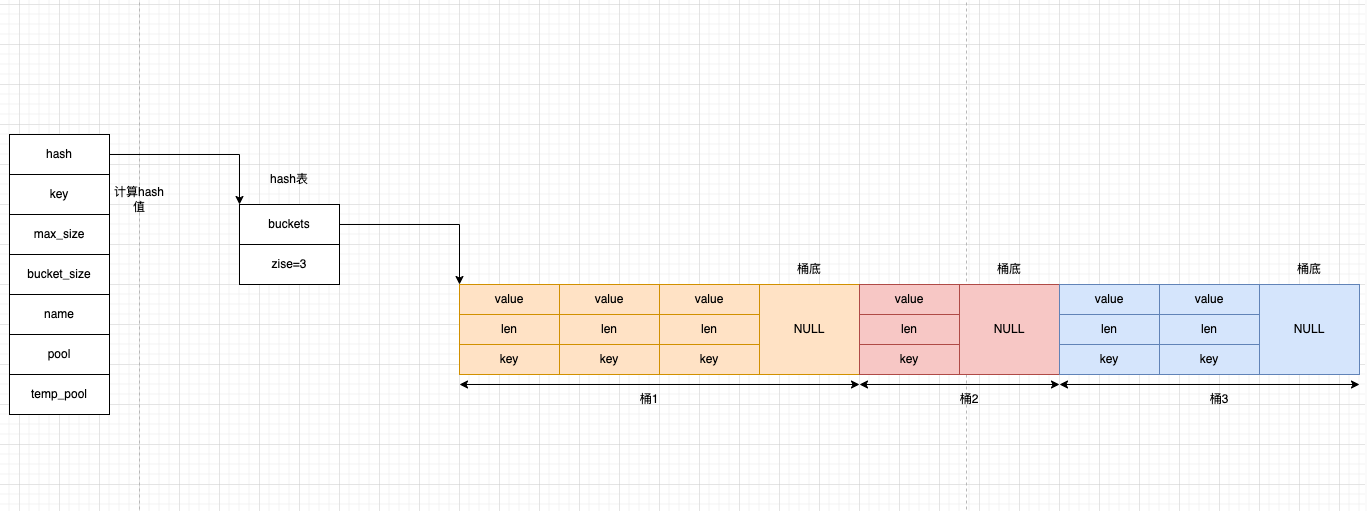 hash
key
max_size
bucket_size
name
pool
temp_pool
计算hash
值
hash表
buckets
zise=3
桶底
桶底
桶底
value
value
value
NULL
value
NULL
value
value
NULL
len
len
len
len
len
len
key
key
key
key
key
key
桶1
桶2
桶3